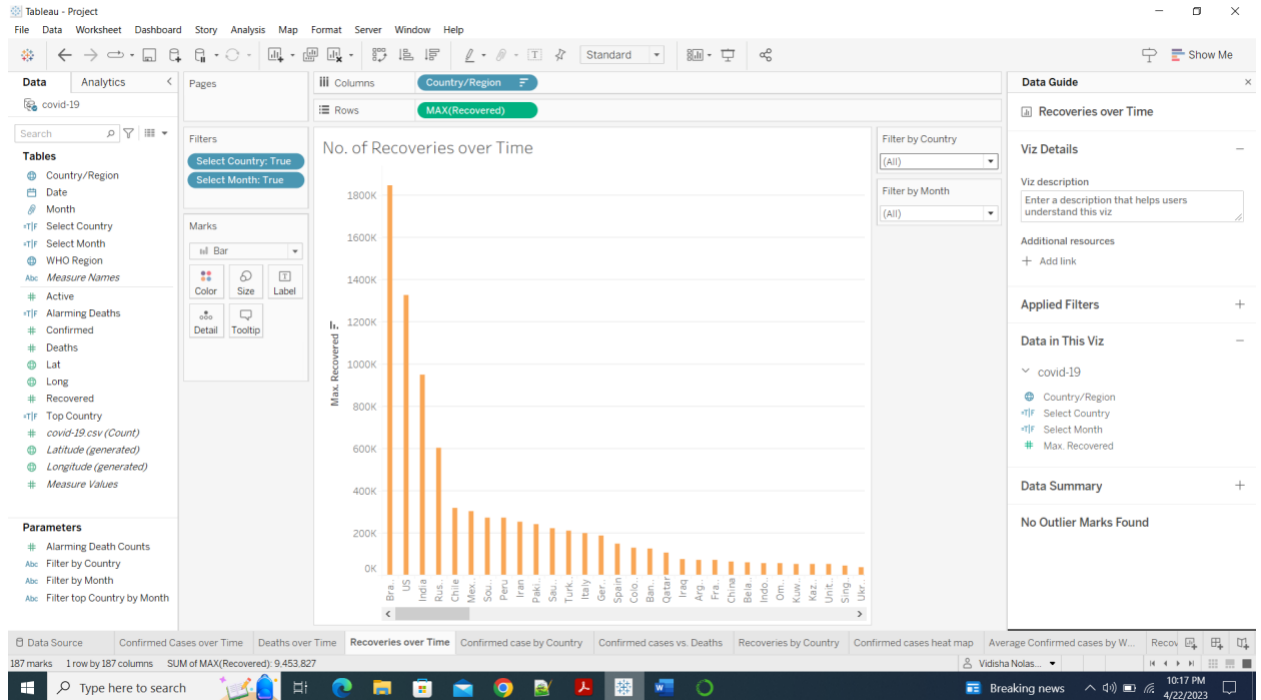 Tableau - Project
File Data Worksheet Dashboard Story Analysis Map Format Server Window Help
Standard
Show Me
Data Analytics
covid-19
Search
Tables
Country/Region
Date
Month
Select Country
Select Month
WHO Region
Abc Measure Names
Active
Alarming Deaths
Confirmed
Deaths
Lat
Long
Recovered
Top Country
covid-19.csv (Count)
Latitude (generated)
Longitude (generated)
Measure Values
Parameters
Alarming Death Counts
Abc Filter by Country
Abc Filter by Month
Abc Filter top Country by Month
Pages
Filters
Select Country: True
Select Month: True
Marks
Bar
Color Size Label
Detail Tooltip
Columns Country/Region
Rows MAX(Recovered)
No. of Recoveries over Time
Max. Recovered
1800K
1600K
1400K
1200K
1000K
800K
600K
400K
200K
0K
Bra..
US
India
Rus..
Chile
Mex..
Sou..
Peru
Iran
Paki..
Sau..
Turk..
Italy
Ger..
Spain
Colo..
Ban..
Qatar
Iraq
Arg..
Fra..
China
Bela..
Indo..
Om..
Kuw..
Kaz..
Unit..
Sing..
Ukr..
Filter by Country
(All)
Filter by Month
(All)
Data Guide
Recoveries over Time
Viz Details
Viz description
Enter a description that helps users
understand this viz
Additional resources
Add link
Applied Filters
Data in This Viz
covid-19
Country/Region
Select Country
Select Month
Max. Recovered
Data Summary
No Outlier Marks Found
Data Source Confirmed Cases over Time Deaths over Time Recoveries over Time Confirmed case by Country Confirmed cases vs. Deaths Recoveries by Country Confirmed cases heat map Average Confirmed cases by W... Recov
187 marks 1 row by 187 columns SUM of MAX(Recovered): 9,453,827
Vidisha Nolas...
Type here to search
Breaking news
10:17 PM
4/22/2023